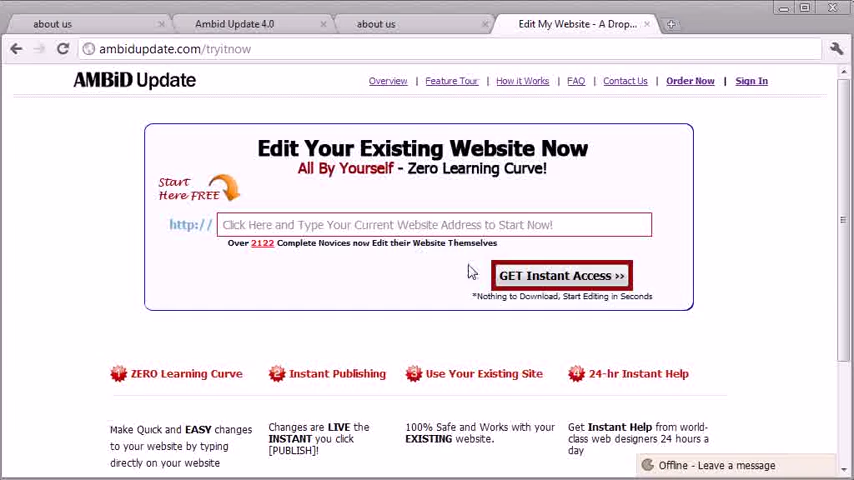 about us
Ambid Update 4.0
about us
Edit My Website - A Drop...
ambidupdate.com/tryitnow
AMBiD Update
Overview | Feature Tour | How it Works | FAQ | Contact Us | Order Now | Sign In
Edit Your Existing Website Now
All By Yourself - Zero Learning Curve!
Start
Here FREE
http:// Click Here and Type Your Current Website Address to Start Now!
Over 2122 Complete Novices now Edit their Website Themselves
GET Instant Access >>
*Nothing to Download, Start Editing in Seconds
1 ZERO Learning Curve
2 Instant Publishing
3 Use Your Existing Site
4 24-hr Instant Help
Make Quick and EASY changes
to your website by typing
directly on your website
Changes are LIVE the
INSTANT you click
[PUBLISH]!
100% Safe and Works with your
EXISTING website.
Get Instant Help from world-
class web designers 24 hours a
day
Offline - Leave a message